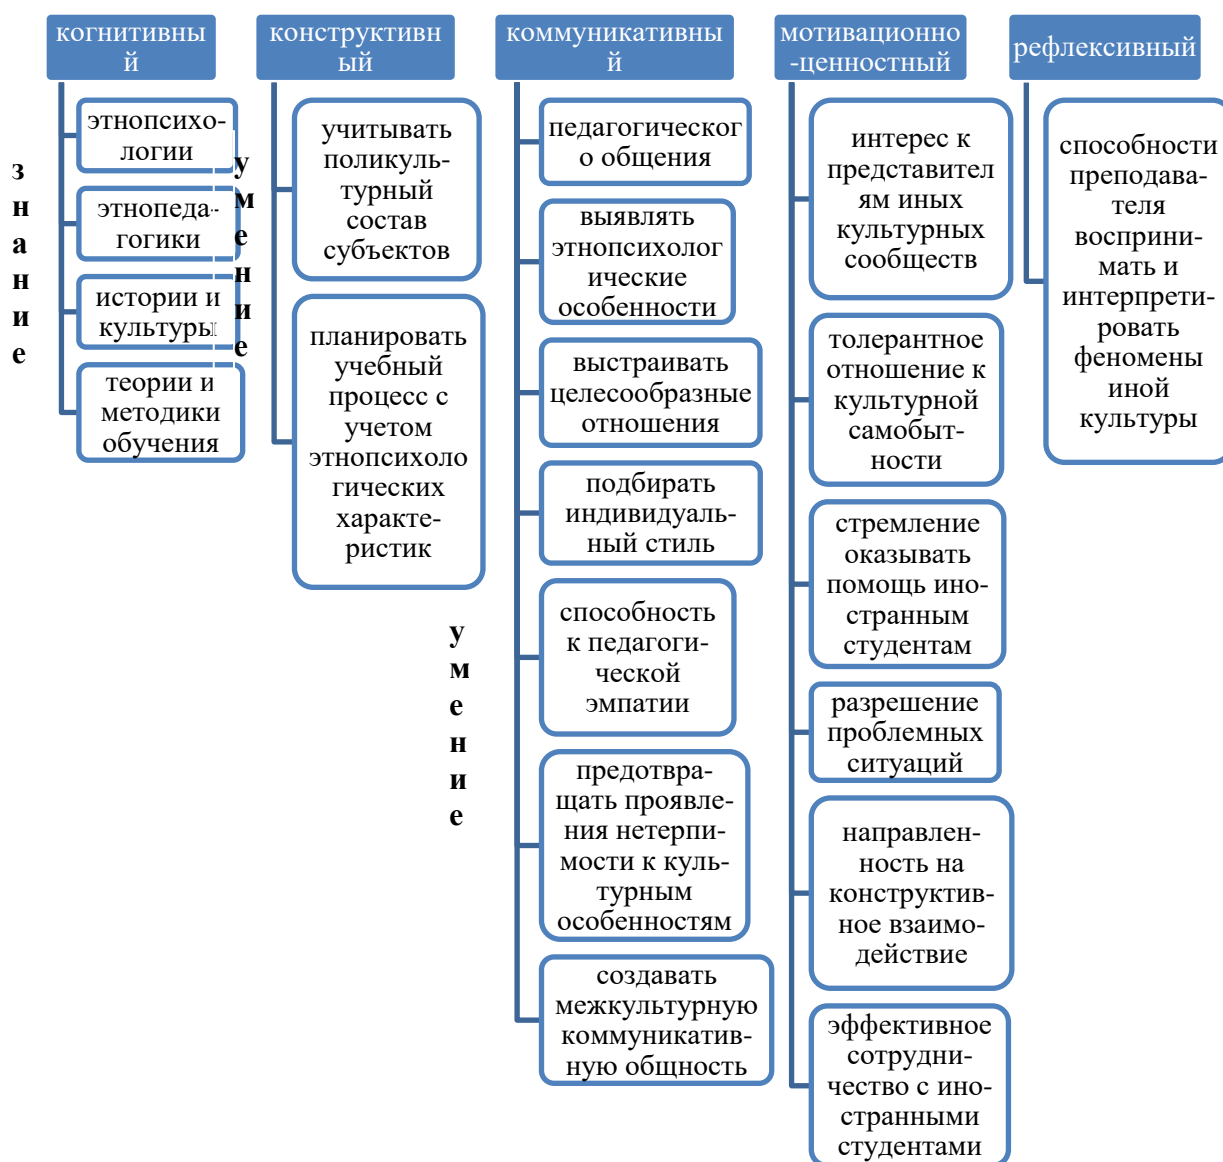 когнитивны
й
з
н
а
н
и
е
этнопсихо-
логии
этнопеда-
гогики
истории и
культуры
теории и
методики
обучения
конструктивн
ый
у
м
е
н
и
е
учитывать
поликуль-
турный
состав
субъектов
планировать
учебный
процесс с
учетом
этнопсихоло
гических
характе-
ристик
коммуникативны
й
у
м
е
н
и
е
педагогическог
о общения
выявлять
этнопсихолог
ические
особенности
выстраивать
целесообразные
отношения
подбирать
индивидуаль-
ный стиль
способность
к педагоги-
ческой
эмпатии
предотвра-
щать проявле-
ния нетерпи-
мости к куль-
турным
особенностям
создавать
межкультурную
коммуникатив-
ную общность
мотивационно
-ценностный
интерес к
представител
ям иных
культурных
сообществ
толерантное
отношение к
культурной
самобыт-
ности
стремление
оказывать
помощь ино-
странным
студентам
разрешение
проблемных
ситуаций
направлен-
ность на
конструктив-
ное взаимо-
действие
эффективное
сотрудни-
чество с ино-
странными
студентами
рефлексивный
способности
преподава-
теля
восприни-
мать и
интерпрети-
ровать
феномены
иной
культуры